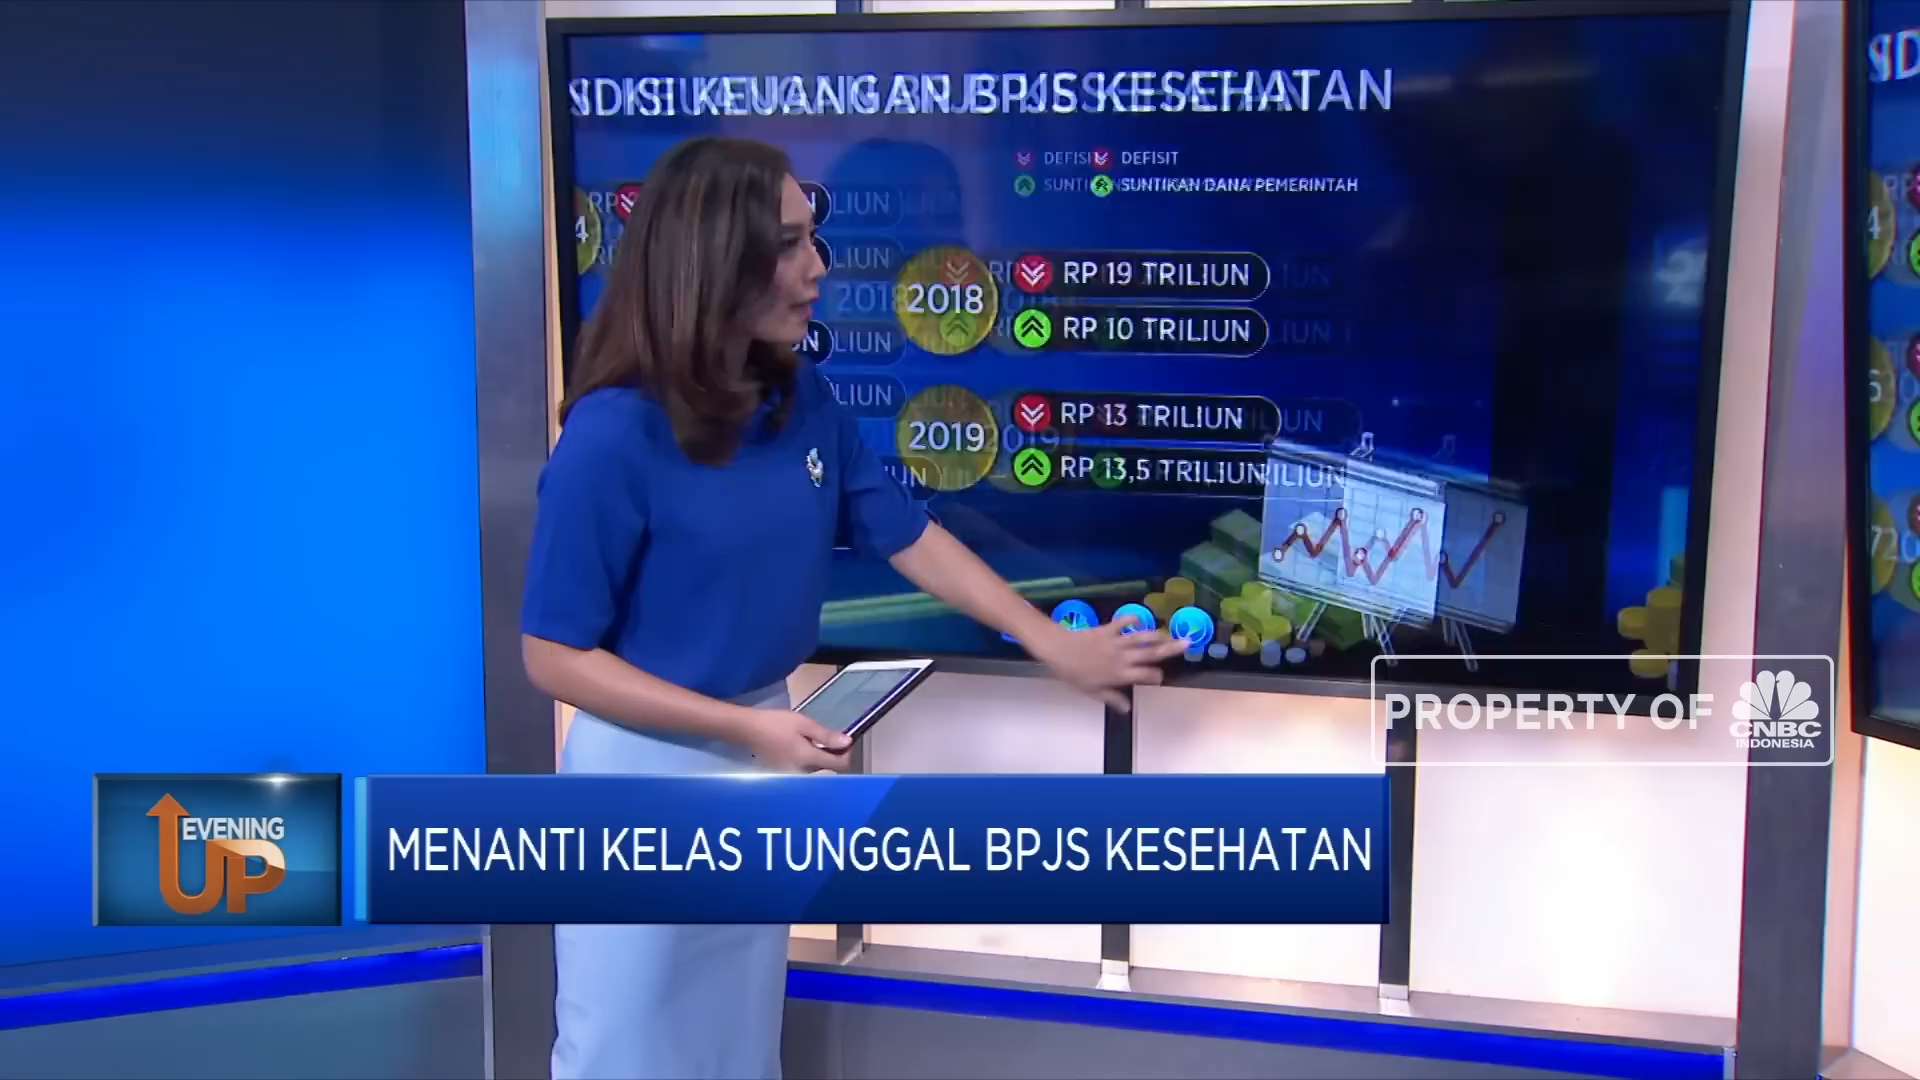 SDISI KEUANGAN BPJS KESEHATAN
DEFISIT
SUNTIKAN DANA PEMERINTAH
2018
RP 19 TRILIUN
RP 10 TRILIUN
2019
RP 13 TRILIUN
RP 13,5 TRILIUN
PROPERTY OF CNBC INDONESIA
EVENING UP
MENANTI KELAS TUNGGAL BPJS KESEHATAN